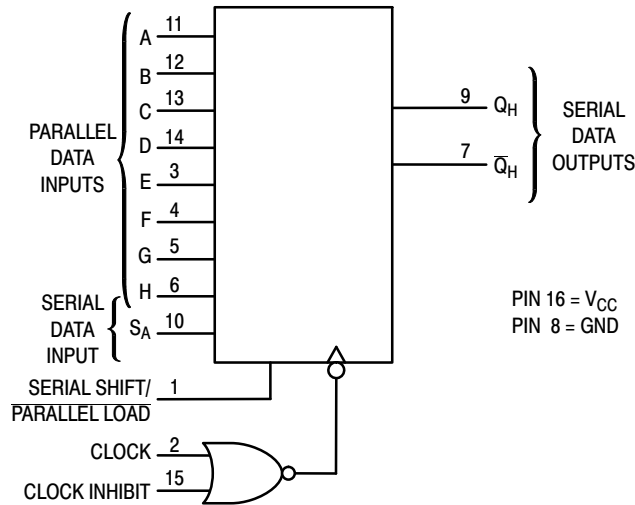 A 11
B 12
C 13
D 14
E 3
F 4
G 5
H 6
PARALLEL
DATA
INPUTS
SERIAL
DATA
INPUT
SA 10
SERIAL SHIFT/
PARALLEL LOAD
1
CLOCK 2
CLOCK INHIBIT 15
9 QH
7 Q̅H
SERIAL
DATA
OUTPUTS
PIN 16 = VCC
PIN 8 = GND